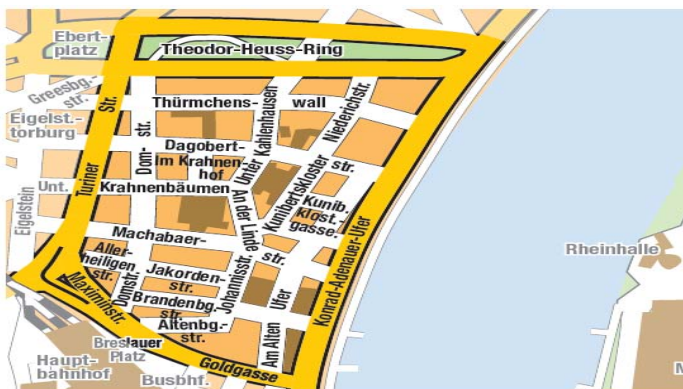 Ebert-
platz
Theodor-Heuss-Ring
Greesbg.-
str.
Eigelst.-
torburg
Turiner Str.
Thürmchens-
wall
Unter Kahlenhausen
Niederichstr.
Dom-
str.
Dagobert-
str.
Im Krahnen-
hof
Unt.
Krahnenbäumen
Eigelstein
An der Linde
Kunibertskloster
Kunib.
klost.-
gasse
Konrad-Adenauer-Ufer
Machabaer-
str.
Aller-
heiligen
str.
Jakorden-
str.
Domstr.
Brandenbg.
str.
Johannisstr.
Altenbg.-
str.
Am Alten
Ufer
Maximinstr.
Breslauer
Platz
Goldgasse
Haupt-
bahnhof
Busbhf.
Rheinhalle